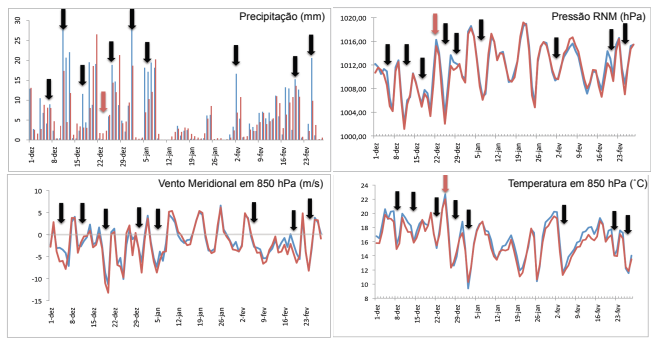 Precipitação (mm)
30
25
20
15
10
5
0
1-dez
8-dez
15-dez
22-dez
29-dez
5-jan
12-jan
19-jan
26-jan
2-fev
9-fev
16-fev
23-fev
Pressão RNM (hPa)
1020,00
1016,00
1012,00
1008,00
1004,00
1000,00
1-dez
8-dez
15-dez
22-dez
29-dez
5-jan
12-jan
19-jan
26-jan
2-fev
9-fev
16-fev
23-fev
Vento Meridional em 850 hPa (m/s)
10
5
0
-5
-10
-15
1-dez
8-dez
15-dez
22-dez
29-dez
5-jan
12-jan
19-jan
26-jan
2-fev
9-fev
16-fev
23-fev
Temperatura em 850 hPa (˚C)
24
22
20
18
16
14
12
10
8
1-dez
8-dez
15-dez
22-dez
29-dez
5-jan
12-jan
19-jan
26-jan
2-fev
9-fev
16-fev
23-fev